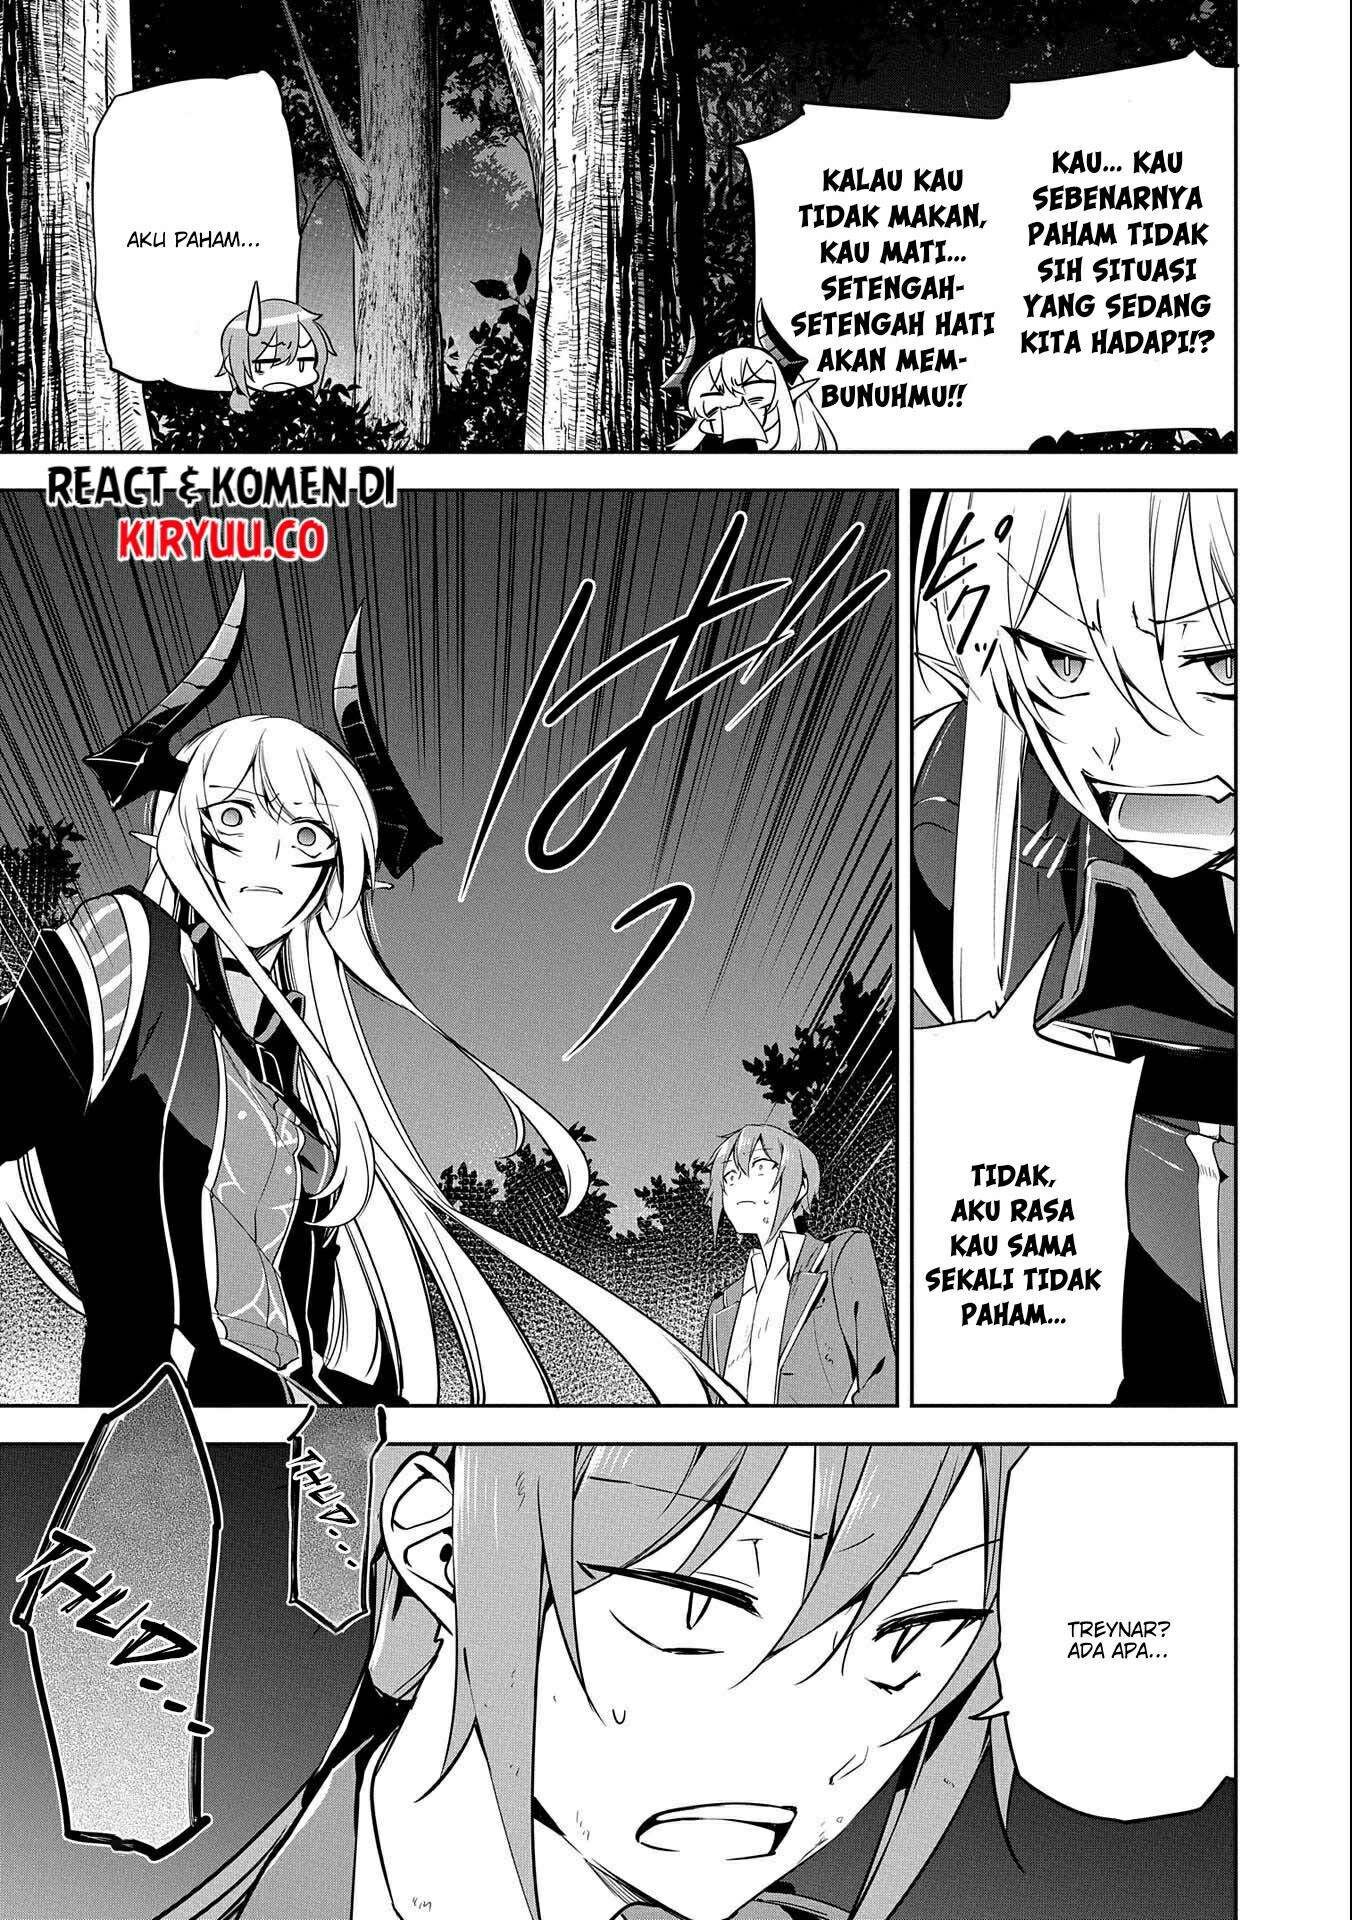 KAU... KAU
SEBENARNYA
PAHAM TIDAK
SIH SITUASI
YANG SEDANG
KITA HADAPI!?
KALAU KAU
TIDAK MAKAN,
KAU MATI...
SETENGAH-
SETENGAH HATI
AKAN MEM-
BUNUHMU!!
AKU PAHAM...
REACT & KOMEN DI
KIRYUU.CO
ピク...
TIDAK,
AKU RASA
KAU SAMA
SEKALI TIDAK
PAHAM...
バッ
TREYNAR?
ADA APA...
THUD...
THUD...